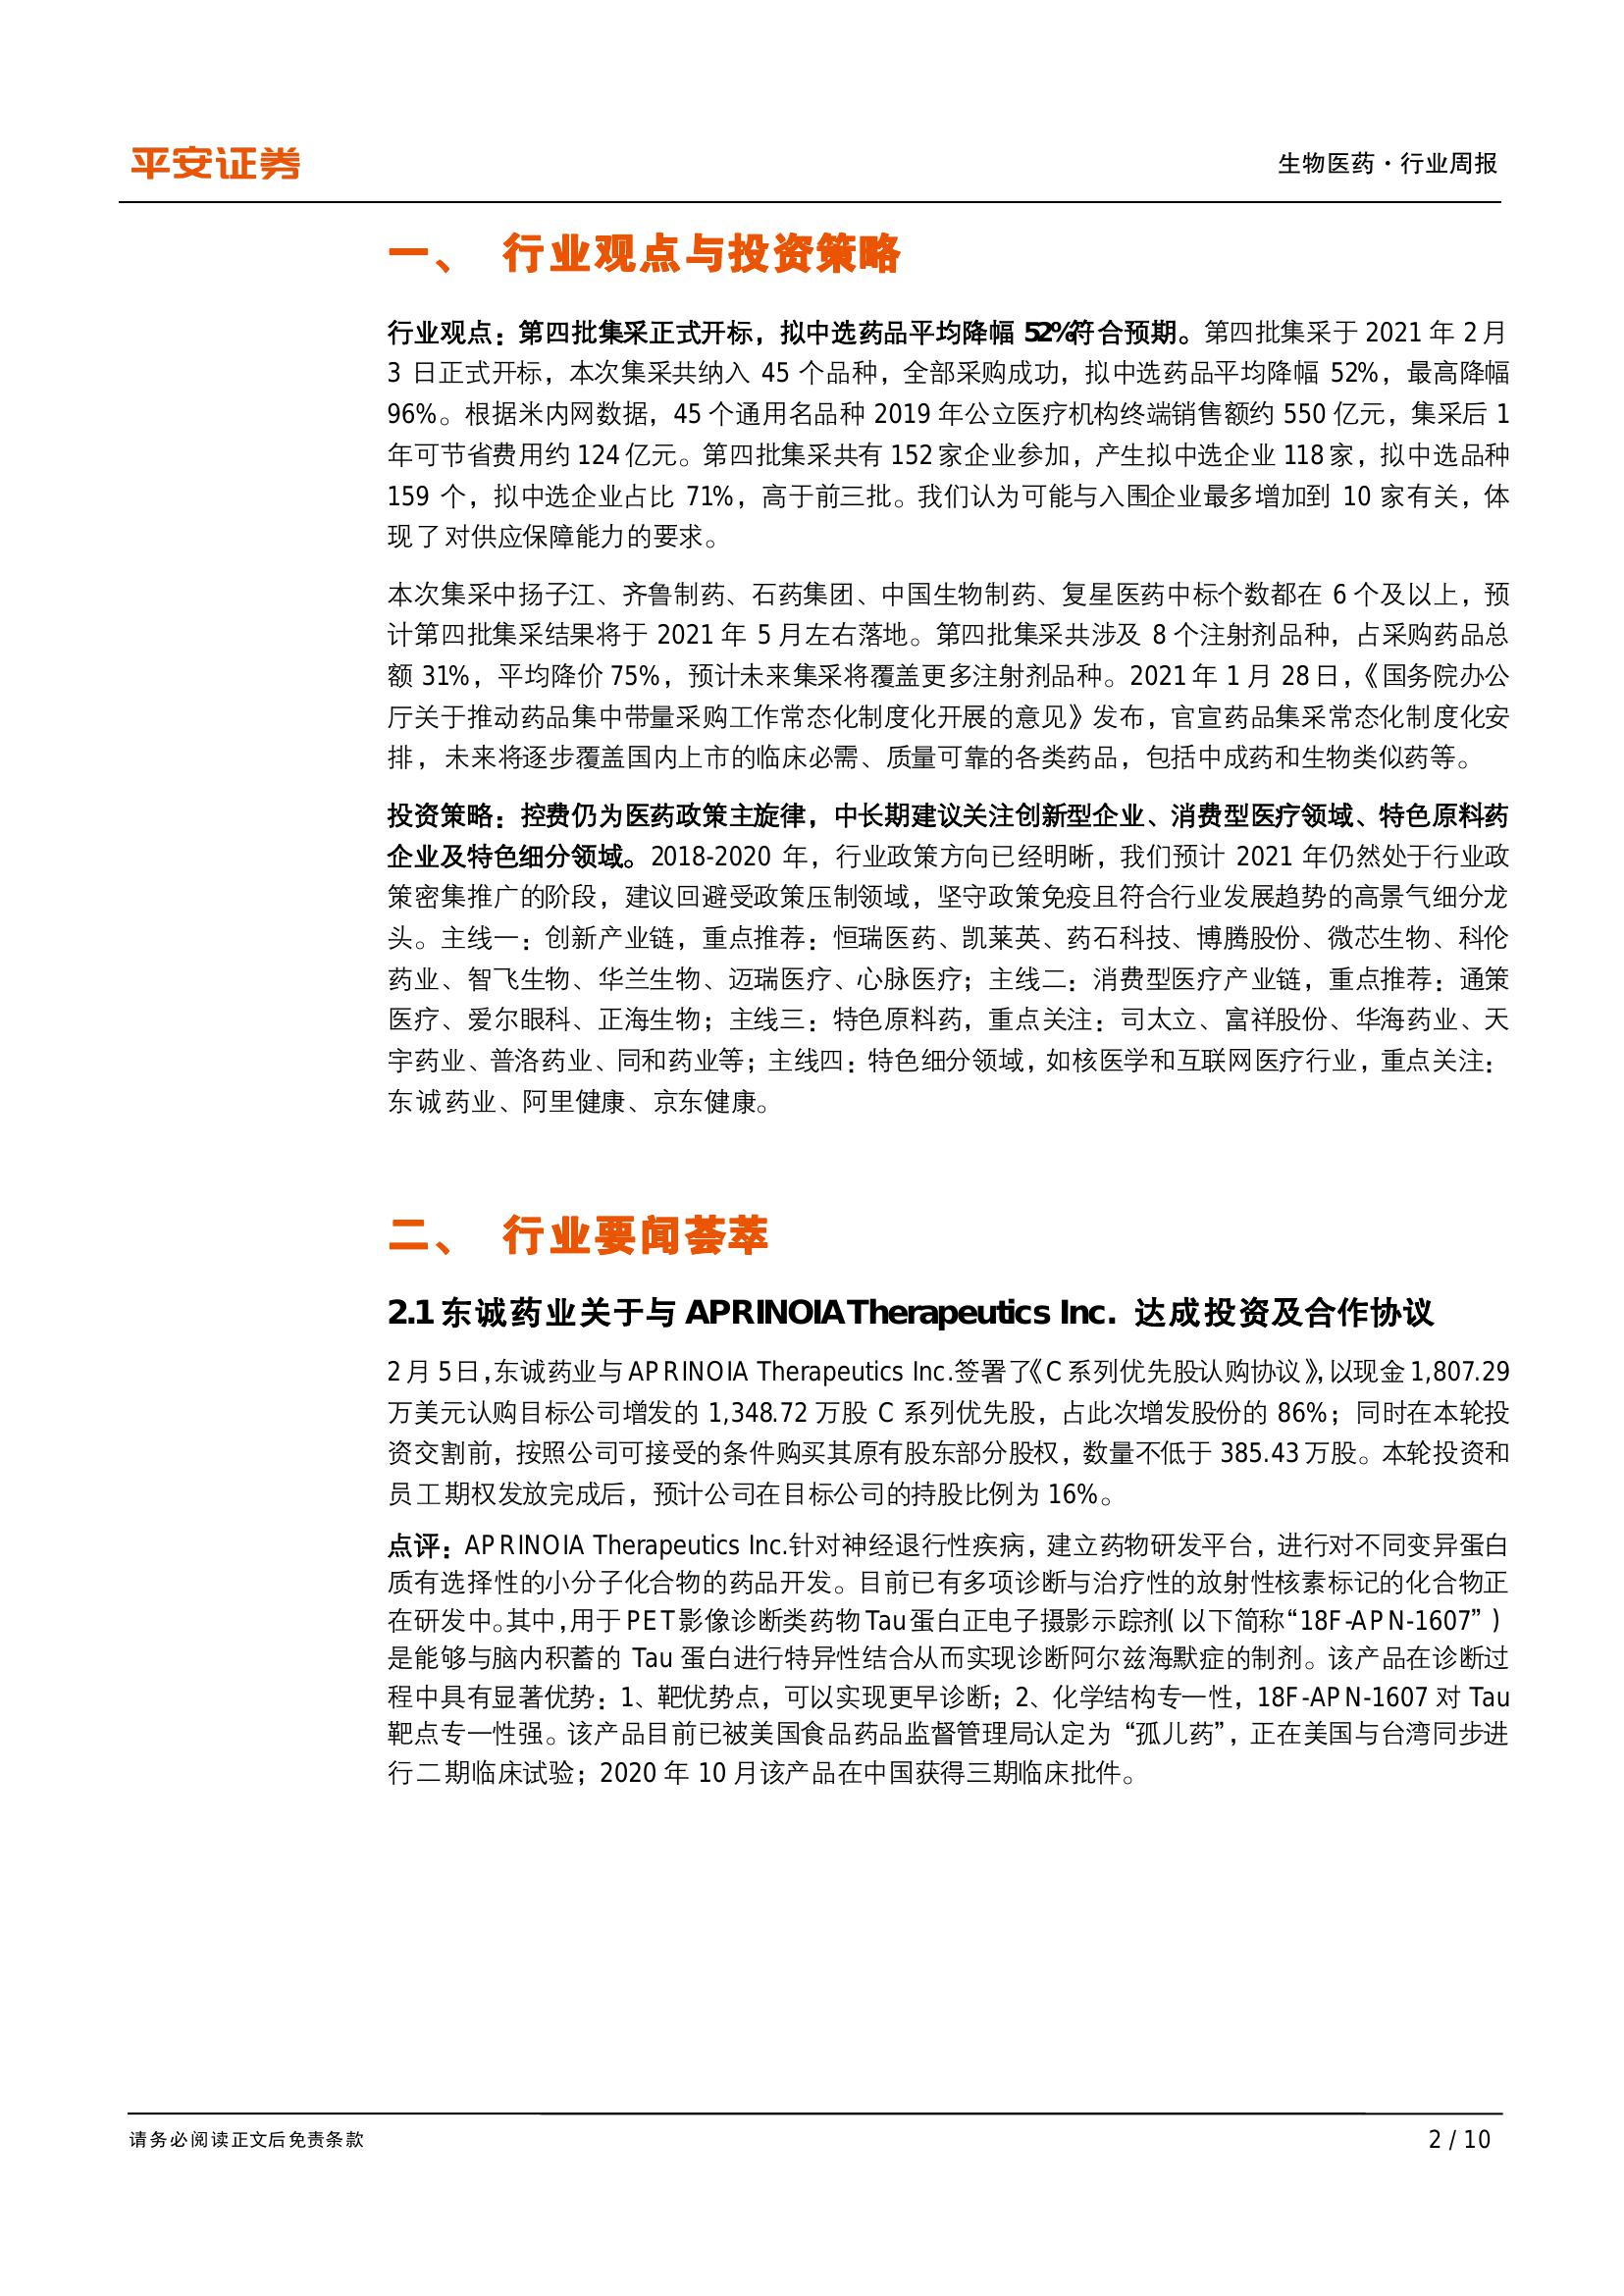 平安证券
生物医药·行业周报
一、 行业观点与投资策略
行业观点：第四批集采正式开标，拟中选药品平均降幅 52%符合预期。第四批集采于 2021 年 2 月
3 日正式开标，本次集采共纳入 45 个品种，全部采购成功，拟中选药品平均降幅 52%，最高降幅
96%。根据米内网数据，45 个通用名品种 2019 年公立医疗机构终端销售额约 550 亿元，集采后 1
年可节省费用约 124 亿元。第四批集采共有 152 家企业参加，产生拟中选企业 118 家，拟中选品种
159 个，拟中选企业占比 71%，高于前三批。我们认为可能与入围企业最多增加到 10 家有关，体
现了对供应保障能力的要求。
本次集采中扬子江、齐鲁制药、石药集团、中国生物制药、复星医药中标个数都在 6 个及以上，预
计第四批集采结果将于 2021 年 5 月左右落地。第四批集采共涉及 8 个注射剂品种，占采购药品总
额 31%，平均降价 75%，预计未来集采将覆盖更多注射剂品种。2021 年 1 月 28 日，《国务院办公
厅关于推动药品集中带量采购工作常态化制度化开展的意见》发布，官宣药品集采常态化制度化安
排，未来将逐步覆盖国内上市的临床必需、质量可靠的各类药品，包括中成药和生物类似药等。
投资策略：控费仍为医药政策主旋律，中长期建议关注创新型企业、消费型医疗领域、特色原料药
企业及特色细分领域。2018-2020 年，行业政策方向已经明晰，我们预计 2021 年仍然处于行业政
策密集推广的阶段，建议回避受政策压制领域，坚守政策免疫且符合行业发展趋势的高景气细分龙
头。主线一：创新产业链，重点推荐：恒瑞医药、凯莱英、药石科技、博腾股份、微芯生物、科伦
药业、智飞生物、华兰生物、迈瑞医疗、心脉医疗；主线二：消费型医疗产业链，重点推荐：通策
医疗、爱尔眼科、正海生物；主线三：特色原料药，重点关注：司太立、富祥股份、华海药业、天
宇药业、普洛药业、同和药业等；主线四：特色细分领域，如核医学和互联网医疗行业，重点关注：
东诚药业、阿里健康、京东健康。
二、 行业要闻荟萃
2.1 东诚药业关于与 APRINOIA Therapeutics Inc. 达成投资及合作协议
2 月 5 日，东诚药业与 APRINOIA Therapeutics Inc.签署了《C 系列优先股认购协议》，以现金 1,807.29
万美元认购目标公司增发的 1,348.72 万股 C 系列优先股，占此次增发股份的 86%；同时在本轮投
资交割前，按照公司可接受的条件购买其原有股东部分股权，数量不低于 385.43 万股。本轮投资和
员工期权发放完成后，预计公司在目标公司的持股比例为 16%。
点评：APRINOIA Therapeutics Inc.针对神经退行性疾病，建立药物研发平台，进行对不同变异蛋白
质有选择性的小分子化合物的药品开发。目前已有多项诊断与治疗性的放射性核素标记的化合物正
在研发中。其中，用于 PET 影像诊断类药物 Tau 蛋白正电子摄影示踪剂（以下简称“18F-APN-1607”）
是能够与脑内积蓄的 Tau 蛋白进行特异性结合从而实现诊断阿尔兹海默症的制剂。该产品在诊断过
程中具有显著优势：1、靶优势点，可以实现更早诊断；2、化学结构专一性，18F-APN-1607 对 Tau
靶点专一性强。该产品目前已被美国食品药品监督管理局认定为“孤儿药”，正在美国与台湾同步进
行二期临床试验；2020 年 10 月该产品在中国获得三期临床批件。
请务必阅读正文后免责条款
2 / 10